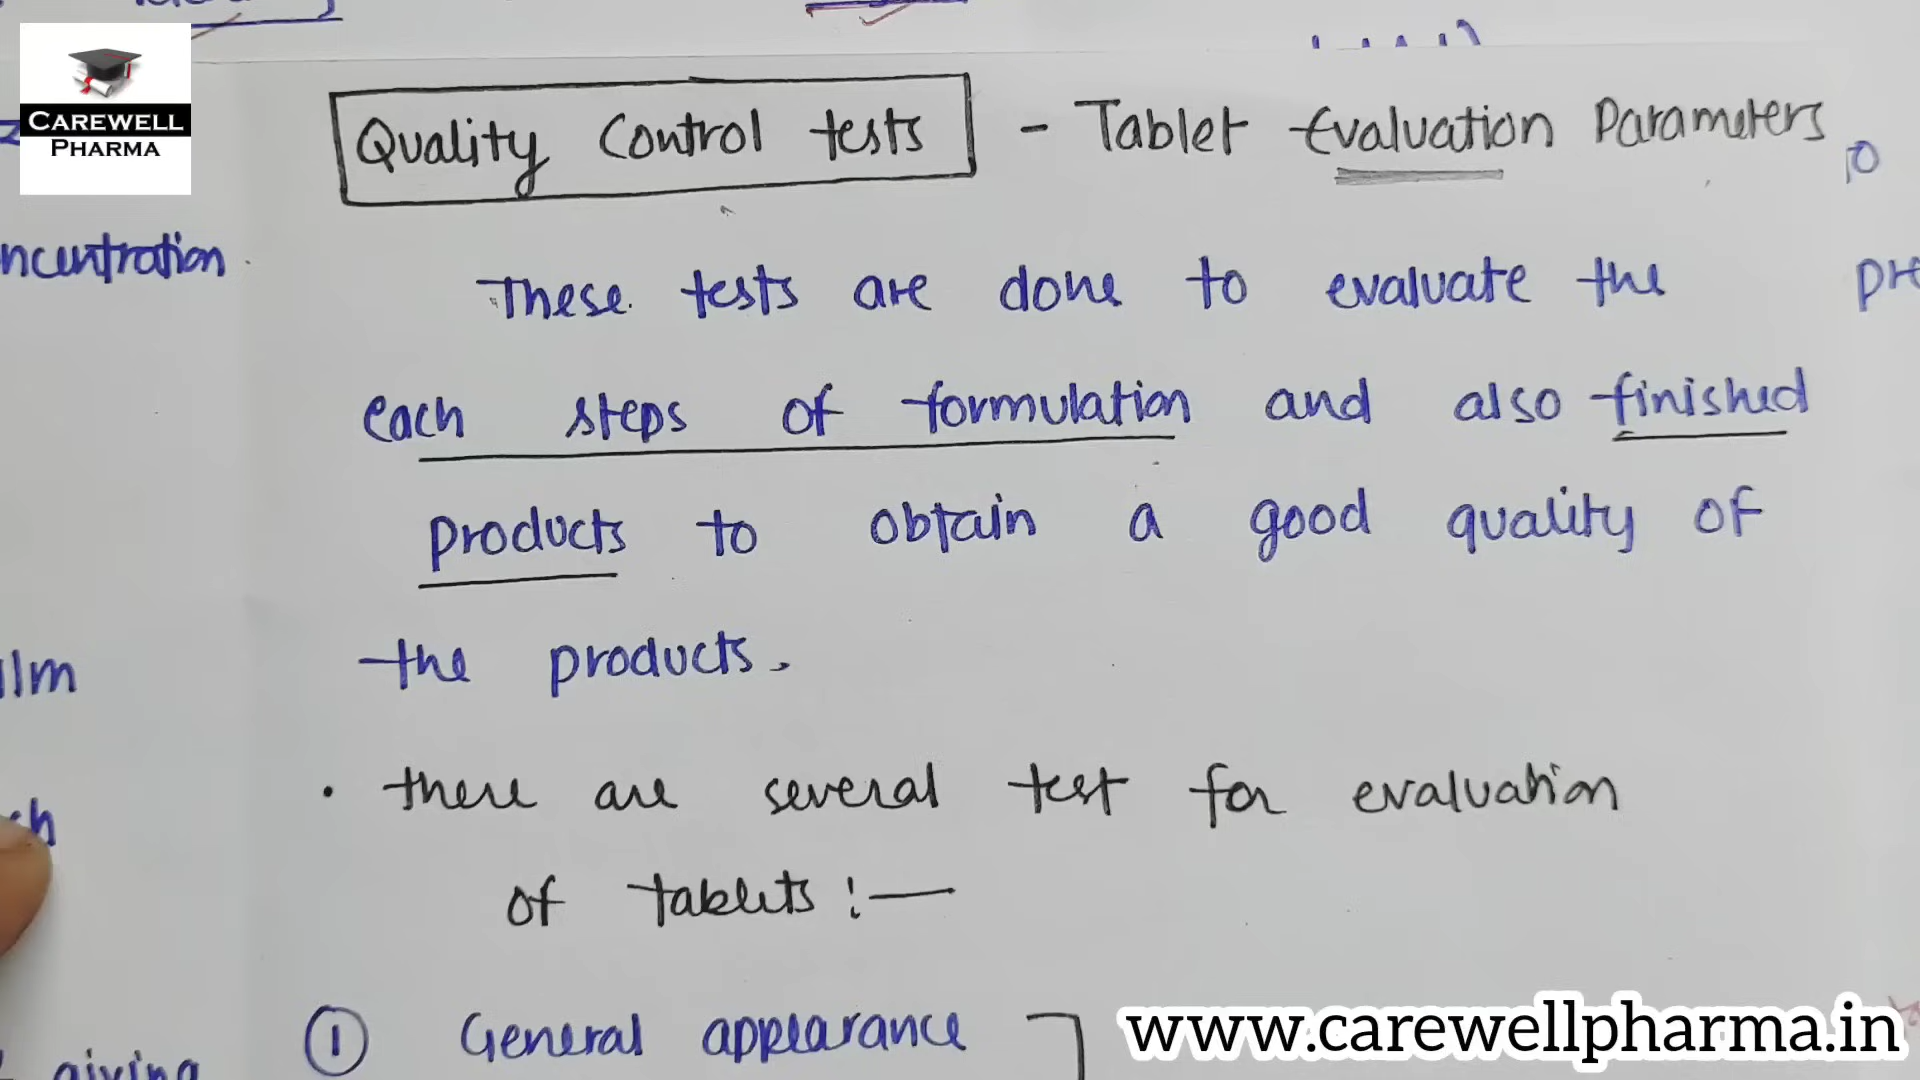 CAREWELL
PHARMA
Quality Control tests - Tablet Evaluation Parameters
These tests are done to evaluate the
each steps of formulation and also finished
products to obtain a good quality of
the products.
• there are several test for evaluation
of tablets :—
① General appearance
ncentration
giving
www.carewellpharma.in